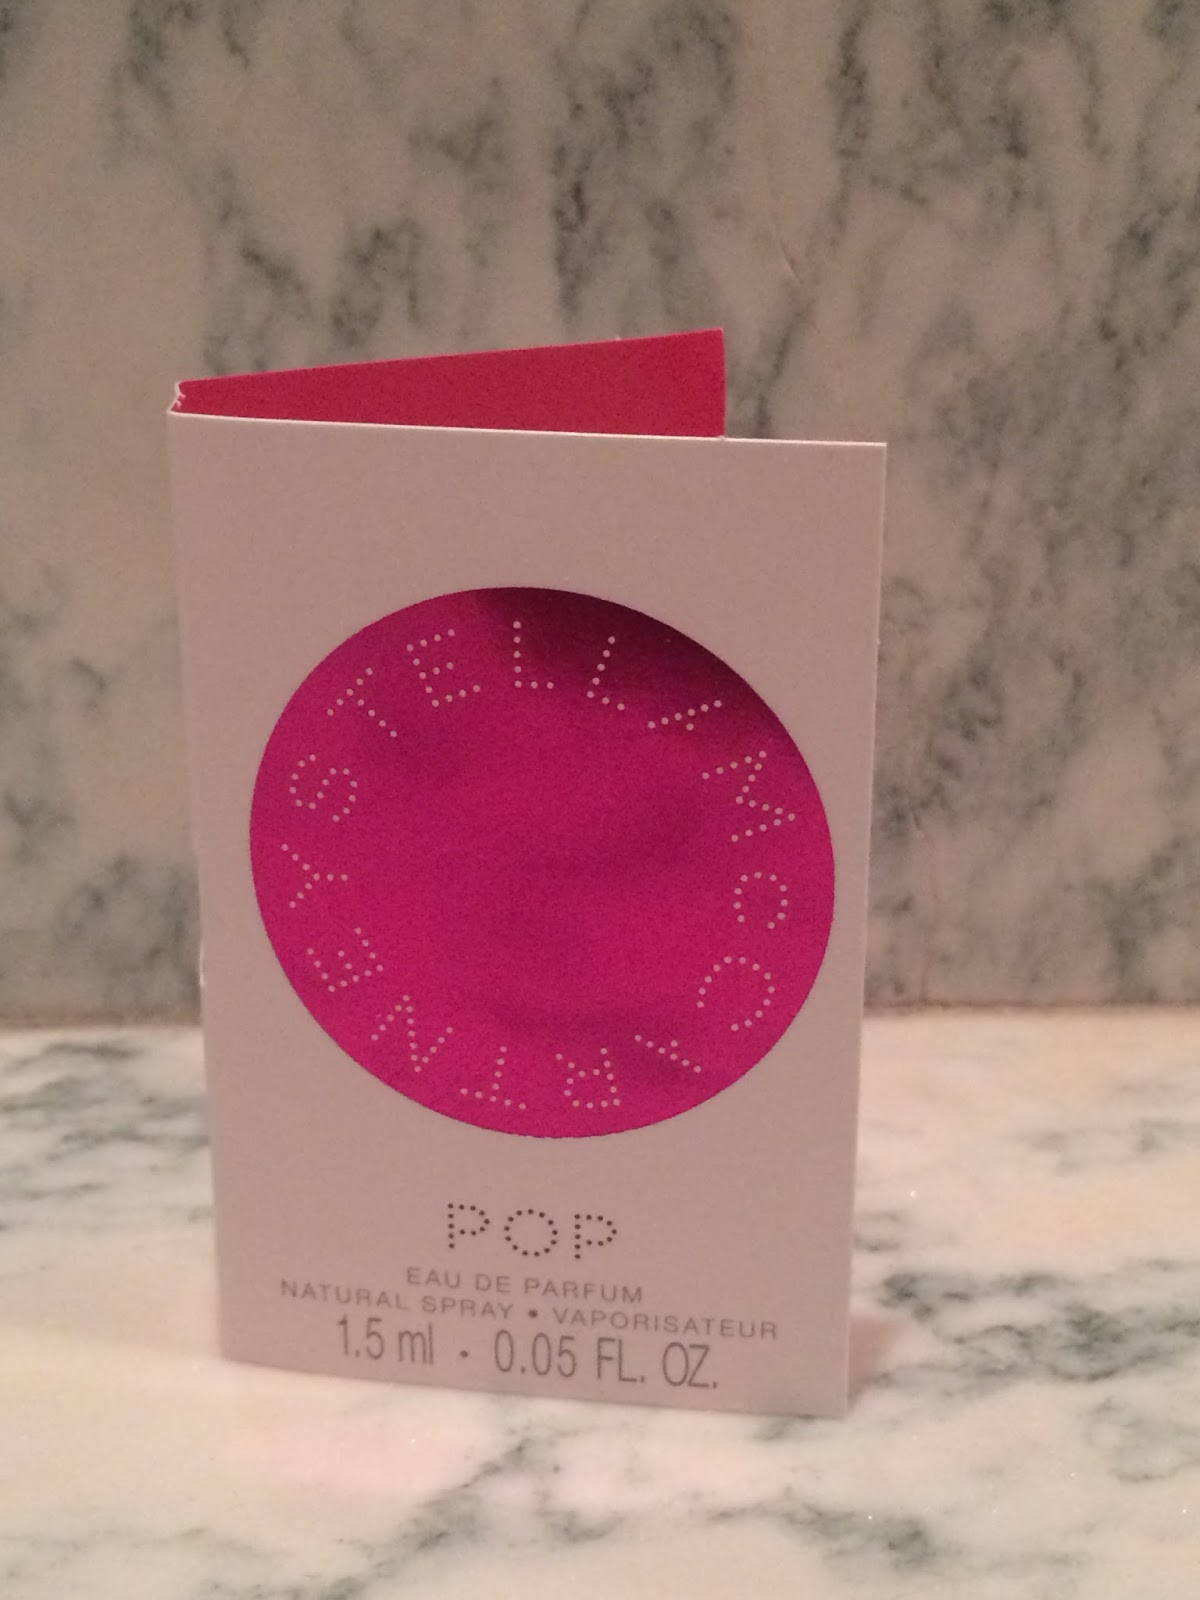 STELLA McCARTNEY
POP
EAU DE PARFUM
NATURAL SPRAY • VAPORISATEUR
1.5 ml • 0.05 FL. OZ.